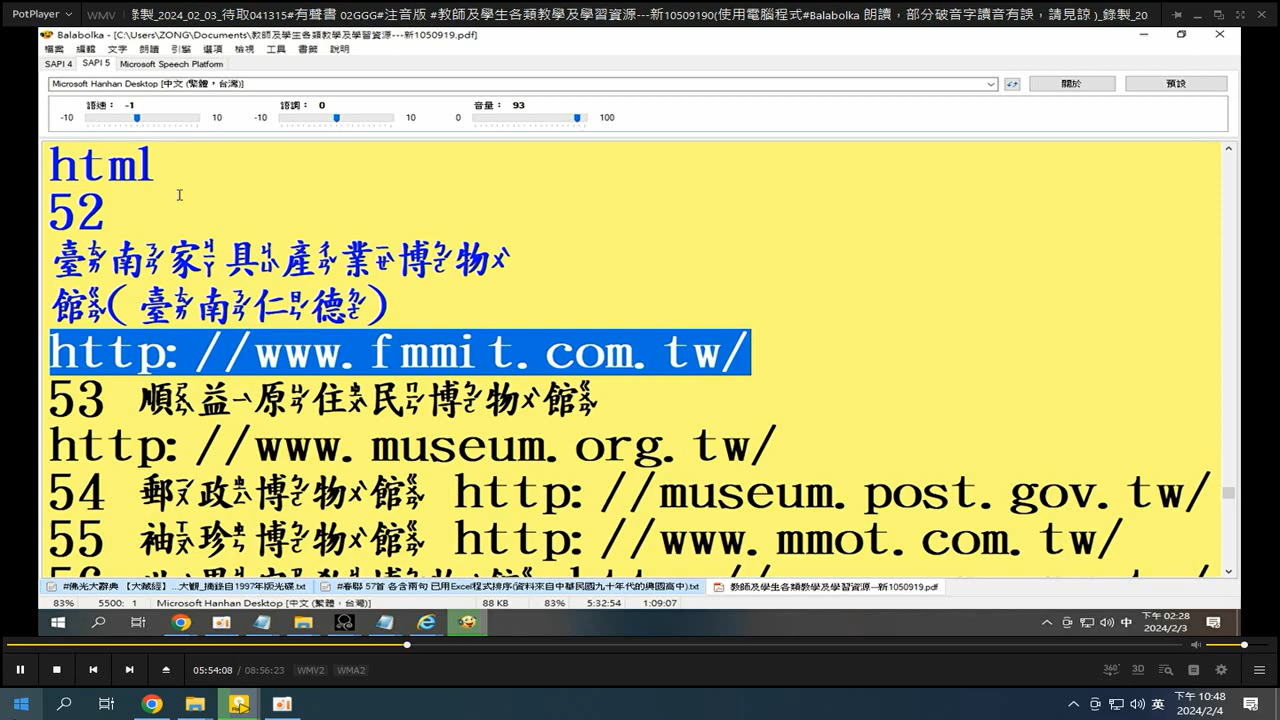 PotPlayer WMV 錄製_2024_02_03_待取041315#有聲書 02GGG#注音版 #教師及學生各類教學及學習資源---新10509190(使用電腦程式#Balabolka 朗讀，部分破音字讀音有誤，請見諒 )_錄製_20
Balabolka - [C:\Users\ZONG\Documents\教師及學生各類教學及學習資源---新1050919.pdf]
檔案 編輯 文字 朗讀 引擎 選項 檢視 工具 書籤 說明
SAPI 4 SAPI 5 Microsoft Speech Platform
Microsoft Hanhan Desktop [中文 (繁體，台灣)] 關於 預設
語速： -1 語調： 0 音量： 93
-10 10 -10 10 0 100
html
52
臺南家具產業博物
館(臺南仁德)
http://www.fmmit.com.tw/
53 順益原住民博物館
http://www.museum.org.tw/
54 郵政博物館 http://museum.post.gov.tw/
55 袖珍博物館 http://www.mmot.com.tw/
#佛光大辭典 【大藏經】...大觀_摘錄自1997年版光碟.txt #春聯 57首 各含兩句 已用Excel程式排序(資料來自中華民國九十年代的典國高中).txt 教師及學生各類教學及學習資源---新1050919.pdf
83% 5500: 1 Microsoft Hanhan Desktop [中文 (繁體，台灣)] 88 KB 83% 5:32:54 1:09:07
中 下午 02:28
2024/2/3
05:54:08 / 08:56:23 WMV2 WMA2 360° 3D
英 下午 10:48
2024/2/4